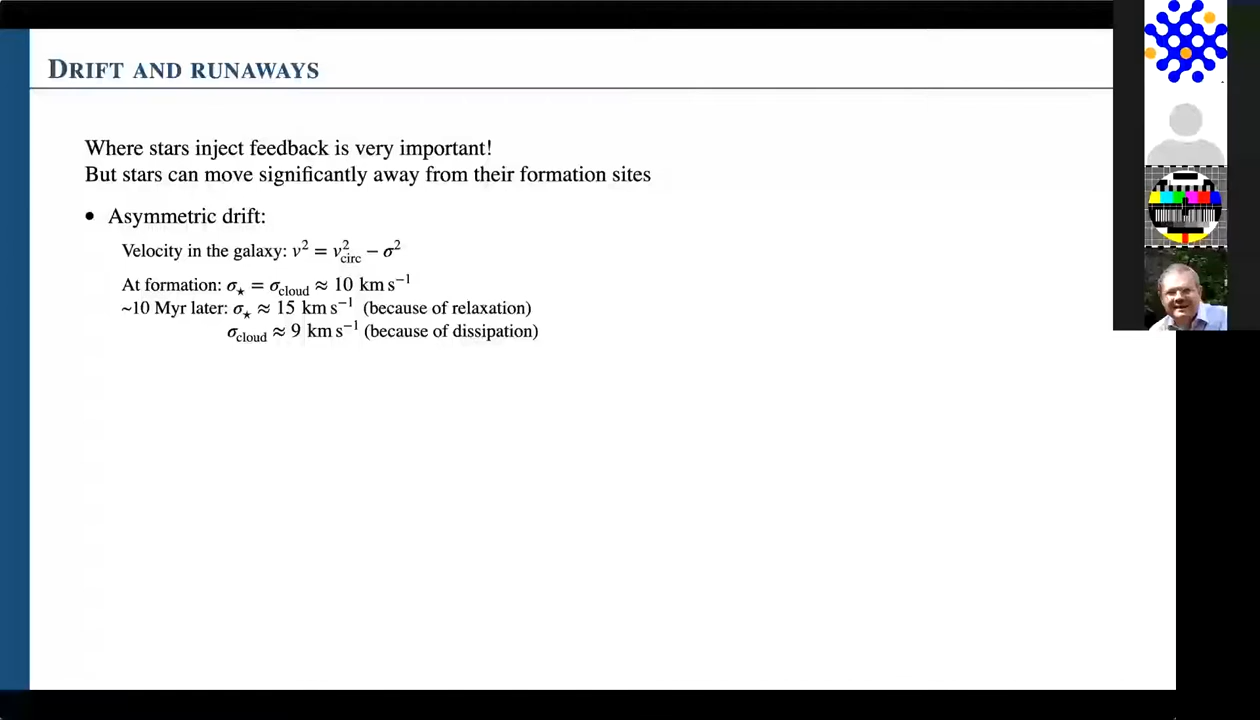 DRIFT AND RUNAWAYS
Where stars inject feedback is very important!
But stars can move significantly away from their formation sites
• Asymmetric drift:
Velocity in the galaxy: v² = v²circ − σ²
At formation: σ⋆ = σcloud ≈ 10 km s⁻¹
~10 Myr later: σ⋆ ≈ 15 km s⁻¹ (because of relaxation)
σcloud ≈ 9 km s⁻¹ (because of dissipation)